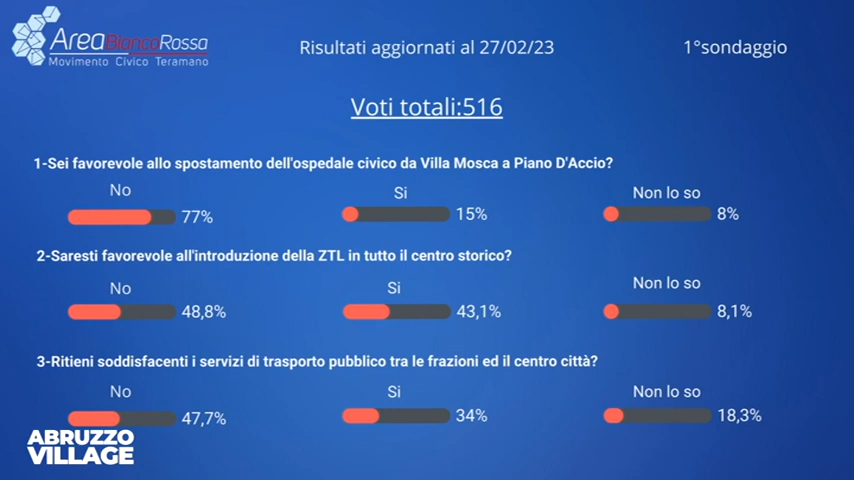 AreaBiancoRossa
Movimento Civico Teramano
Risultati aggiornati al 27/02/23
1°sondaggio
Voti totali:516
1-Sei favorevole allo spostamento dell'ospedale civico da Villa Mosca a Piano D'Accio?
No
77%
Si
15%
Non lo so
8%
2-Saresti favorevole all'introduzione della ZTL in tutto il centro storico?
No
48,8%
Si
43,1%
Non lo so
8,1%
3-Ritieni soddisfacenti i servizi di trasporto pubblico tra le frazioni ed il centro città?
No
47,7%
Si
34%
Non lo so
18,3%
ABRUZZO
VILLAGE